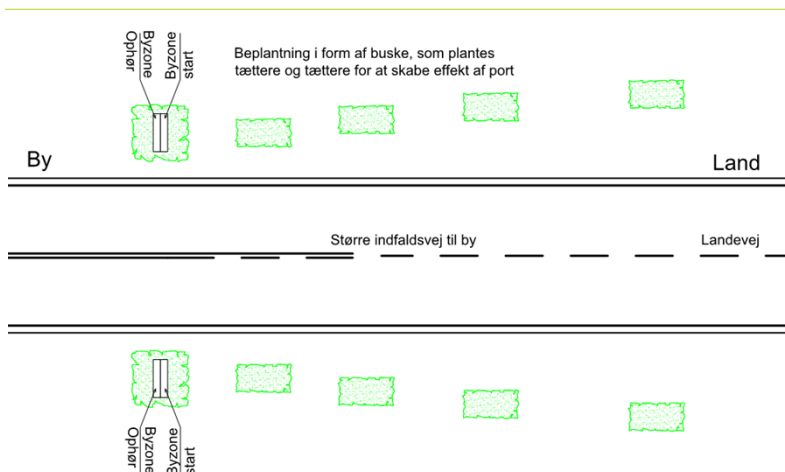 Byzone
Ophør
Byzone
start
Beplantning i form af buske, som plantes
tættere og tættere for at skabe effekt af port
By
Land
Større indfaldsvej til by
Landevej
Byzone
Ophør
Byzone
start